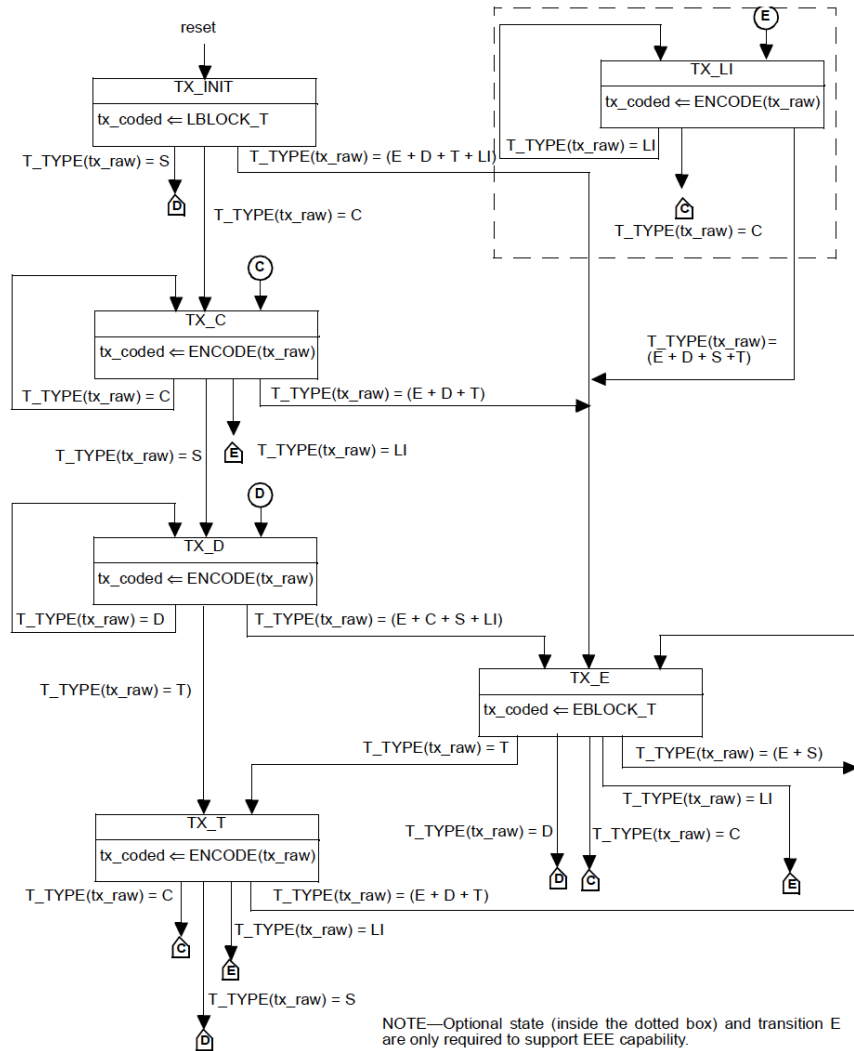 reset
E
TX_INIT
tx_coded ⇐ LBLOCK_T
TX_LI
tx_coded ⇐ ENCODE(tx_raw)
T_TYPE(tx_raw) = S
T_TYPE(tx_raw) = (E + D + T + LI)
T_TYPE(tx_raw) = LI
D
C
T_TYPE(tx_raw) = C
T_TYPE(tx_raw) = C
C
TX_C
tx_coded ⇐ ENCODE(tx_raw)
T_TYPE(tx_raw)=
(E + D + S +T)
T_TYPE(tx_raw) = C
T_TYPE(tx_raw) = (E + D + T)
E
T_TYPE(tx_raw) = S
T_TYPE(tx_raw) = LI
D
TX_D
tx_coded ⇐ ENCODE(tx_raw)
T_TYPE(tx_raw) = D
T_TYPE(tx_raw) = (E + C + S + LI)
T_TYPE(tx_raw) = T)
TX_E
tx_coded ⇐ EBLOCK_T
T_TYPE(tx_raw) = T
T_TYPE(tx_raw) = (E + S)
T_TYPE(tx_raw) = LI
TX_T
tx_coded ⇐ ENCODE(tx_raw)
T_TYPE(tx_raw) = D
T_TYPE(tx_raw) = C
D
C
E
T_TYPE(tx_raw) = C
T_TYPE(tx_raw) = (E + D + T)
C
T_TYPE(tx_raw) = LI
E
T_TYPE(tx_raw) = S
D
NOTE—Optional state (inside the dotted box) and transition E
are only required to support EEE capability.